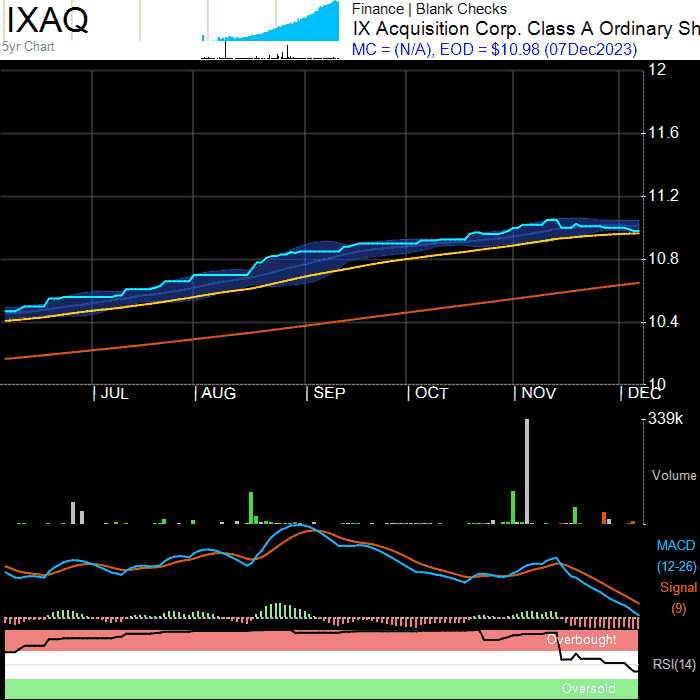 IXAQ
5yr Chart
Finance | Blank Checks
IX Acquisition Corp. Class A Ordinary Sh
MC = (N/A), EOD = $10.98 (07Dec2023)
12
11.6
11.2
10.8
10.4
10
JUL AUG SEP OCT NOV DEC
339k
Volume
MACD
(12-26)
Signal
(9)
Overbought
RSI(14)
Oversold